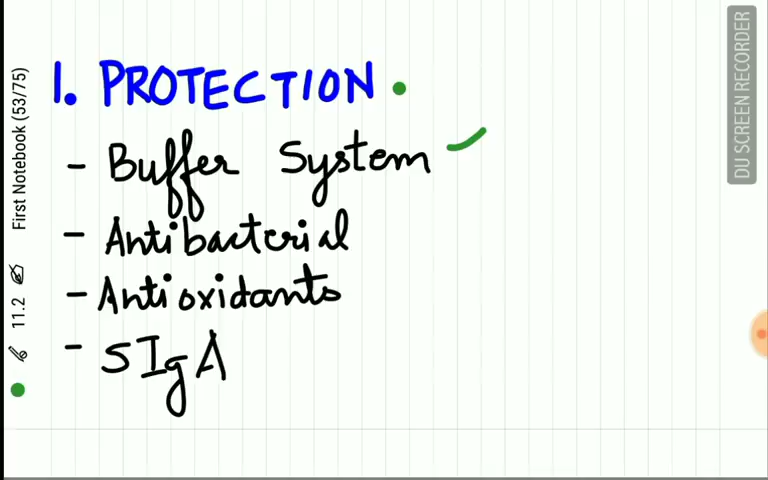 1. PROTECTION
- Buffer System
- Antibacterial
- Antioxidants
- SIgA
First Notebook (53/75)
11.2
DU SCREEN RECORDER